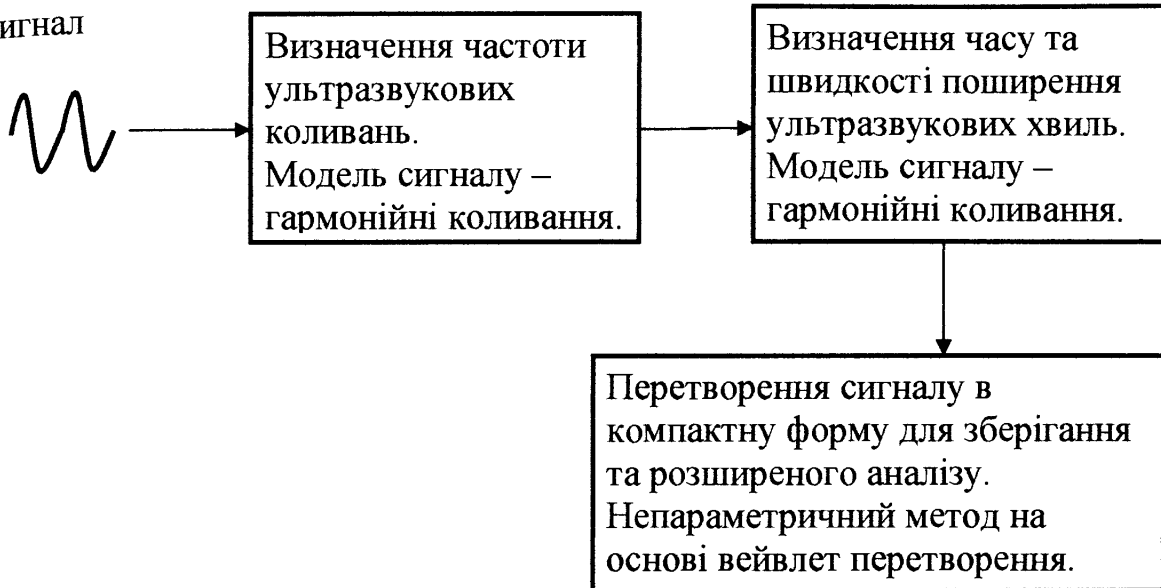 игнал
Визначення частоти
ультразвукових
коливань.
Модель сигналу –
гармонійні коливання.
Визначення часу та
швидкості поширення
ультразвукових хвиль.
Модель сигналу –
гармонійні коливання.
Перетворення сигналу в
компактну форму для зберігання
та розширеного аналізу.
Непараметричний метод на
основі вейвлет перетворення.